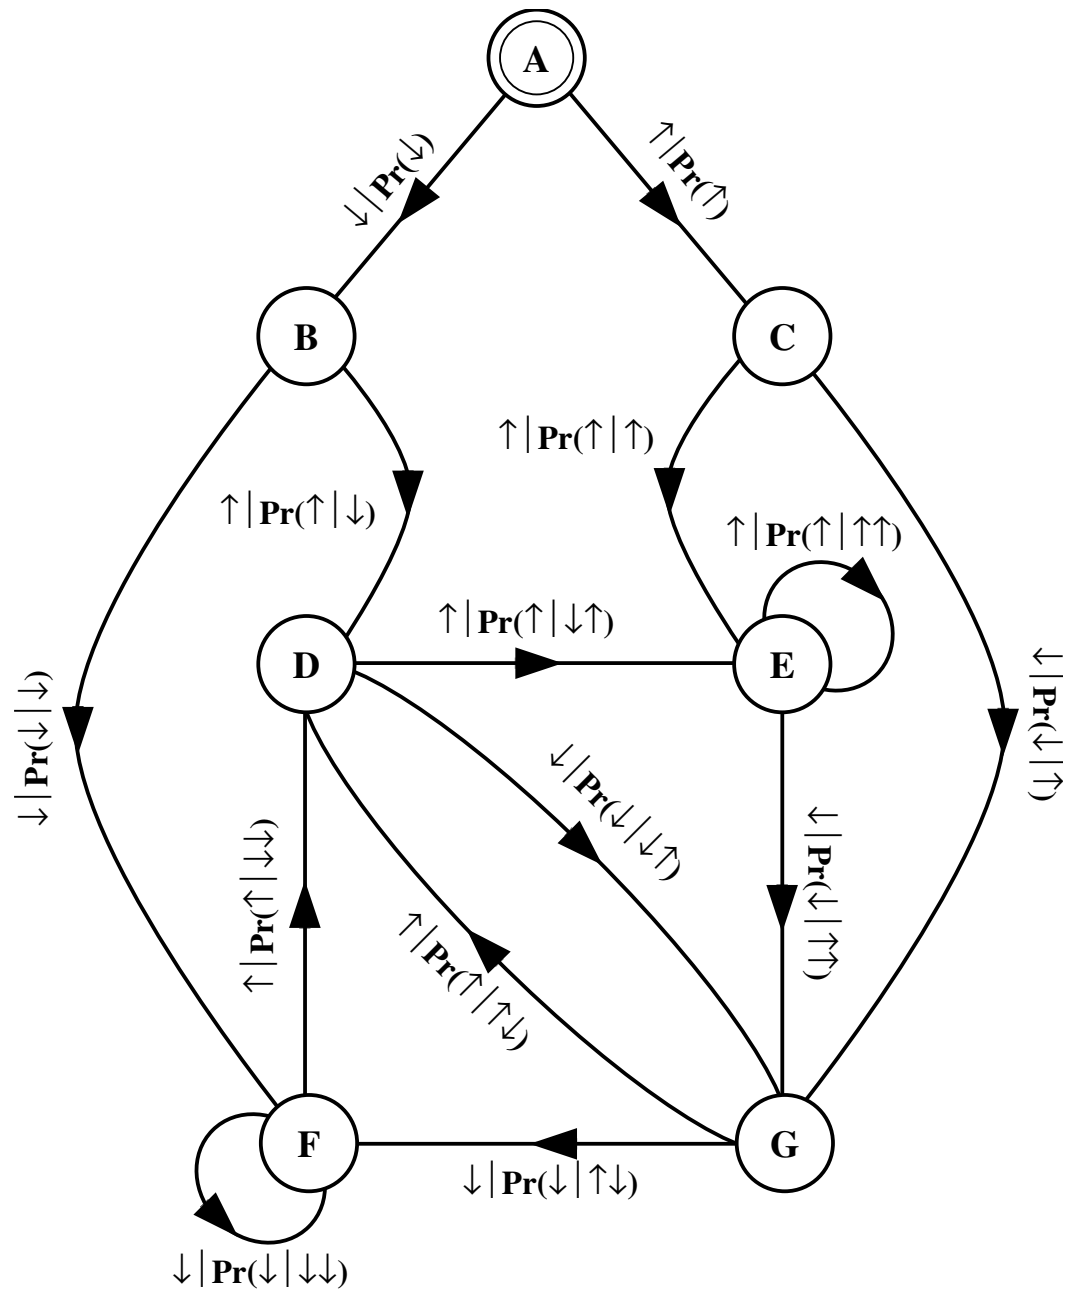 A
↓|Pr(↓)
↑|Pr(↑)
B
C
↑|Pr(↑|↑)
↑|Pr(↑|↓)
↑|Pr(↑|↑↑)
↑|Pr(↑|↓↑)
D
E
↓|Pr(↓|↓)
↓|Pr(↓|↑)
↓|Pr(↓|↓↑)
↑|Pr(↑|↓↓)
↓|Pr(↓|↑↑)
↑|Pr(↑|↑↓)
F
G
↓|Pr(↓|↑↓)
↓|Pr(↓|↓↓)